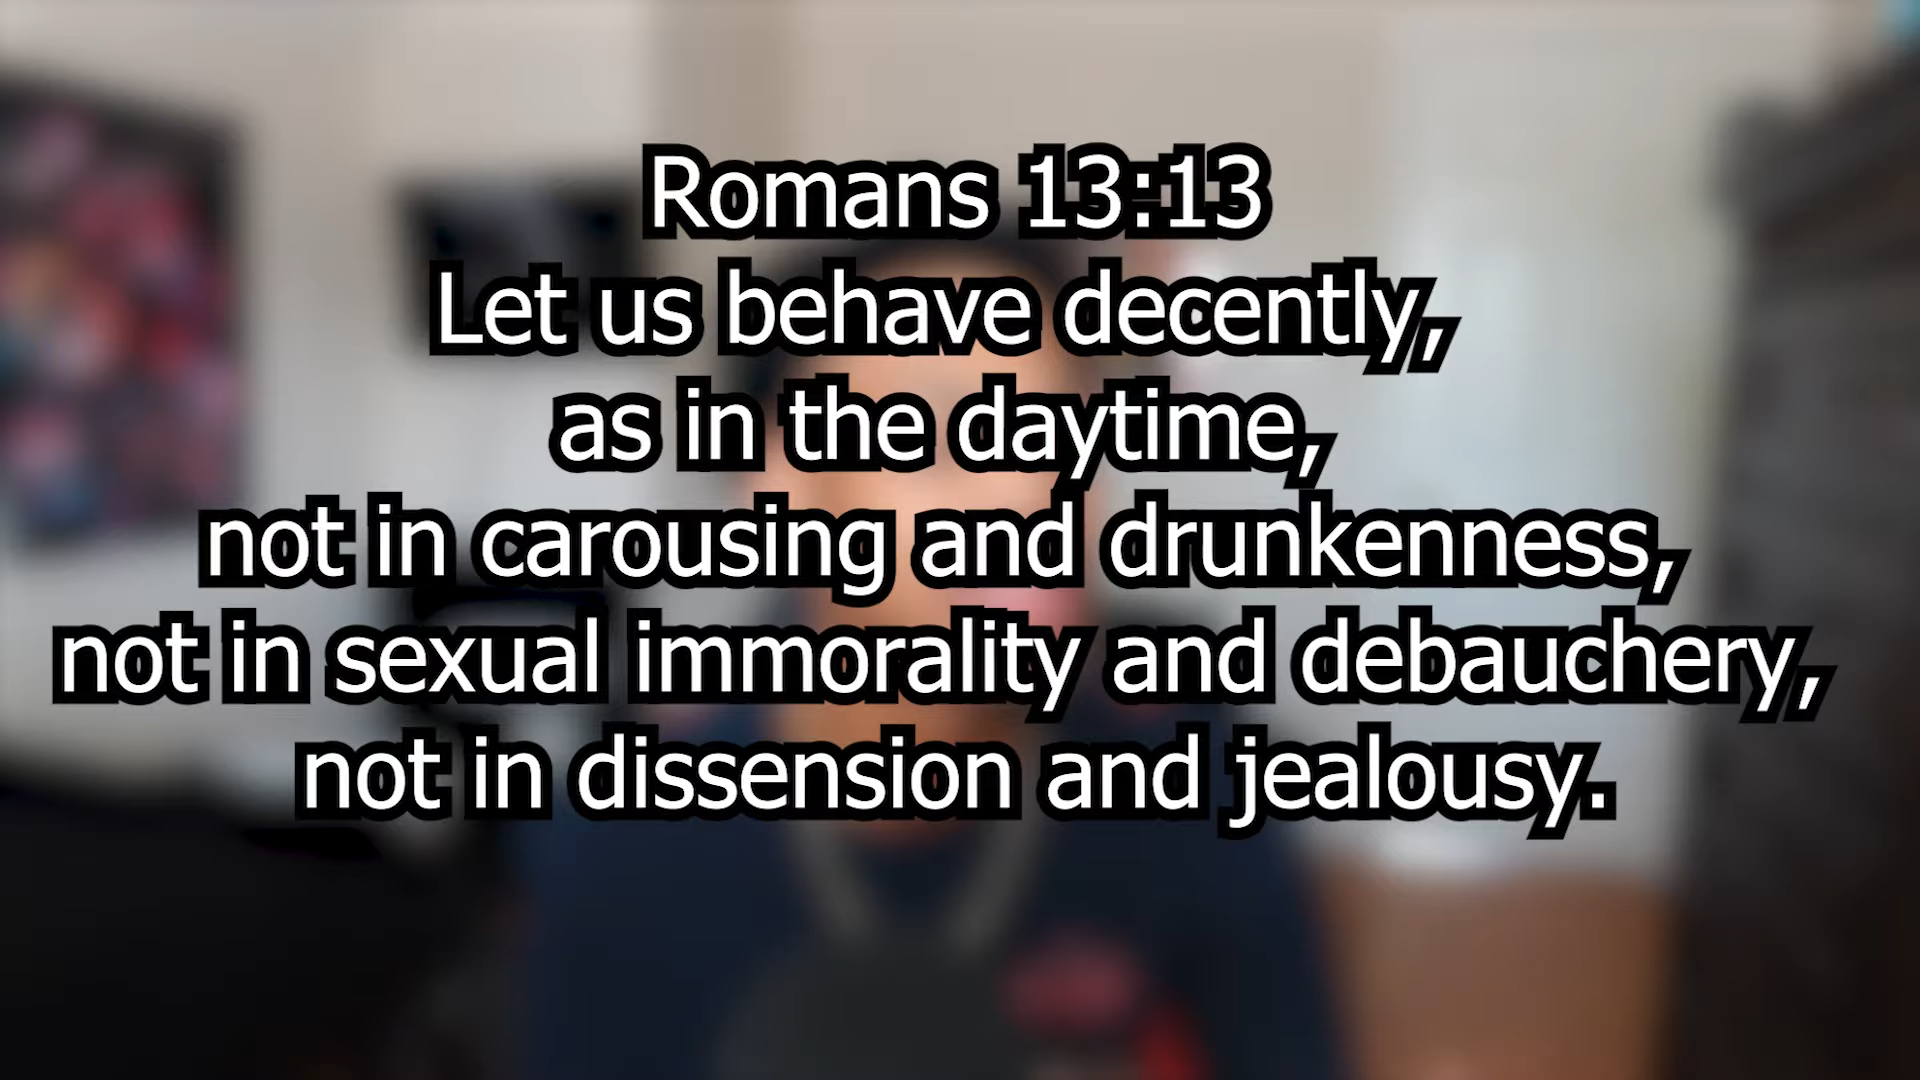 Romans 13:13
Let us behave decently,
as in the daytime,
not in carousing and drunkenness,
not in sexual immorality and debauchery,
not in dissension and jealousy.